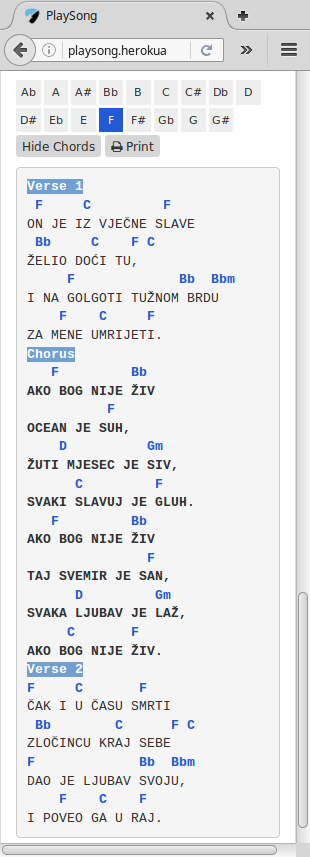 PlaySong
playsong.herokua
Ab A A# Bb B C C# Db D
D# Eb E F F# Gb G G#
Hide Chords Print
Verse 1
F C F
ON JE IZ VJEČNE SLAVE
Bb C F C
ŽELIO DOĆI TU,
F Bb Bbm
I NA GOLGOTI TUŽNOM BRDU
F C F
ZA MENE UMRIJETI.
Chorus
F Bb
AKO BOG NIJE ŽIV
F
OCEAN JE SUH,
D Gm
ŽUTI MJESEC JE SIV,
C F
SVAKI SLAVUJ JE GLUH.
F Bb
AKO BOG NIJE ŽIV
F
TAJ SVEMIR JE SAN,
D Gm
SVAKA LJUBAV JE LAŽ,
C F
AKO BOG NIJE ŽIV.
Verse 2
F C F
ČAK I U ČASU SMRTI
Bb C F C
ZLOČINCU KRAJ SEBE
F Bb Bbm
DAO JE LJUBAV SVOJU,
F C F
I POVEO GA U RAJ.